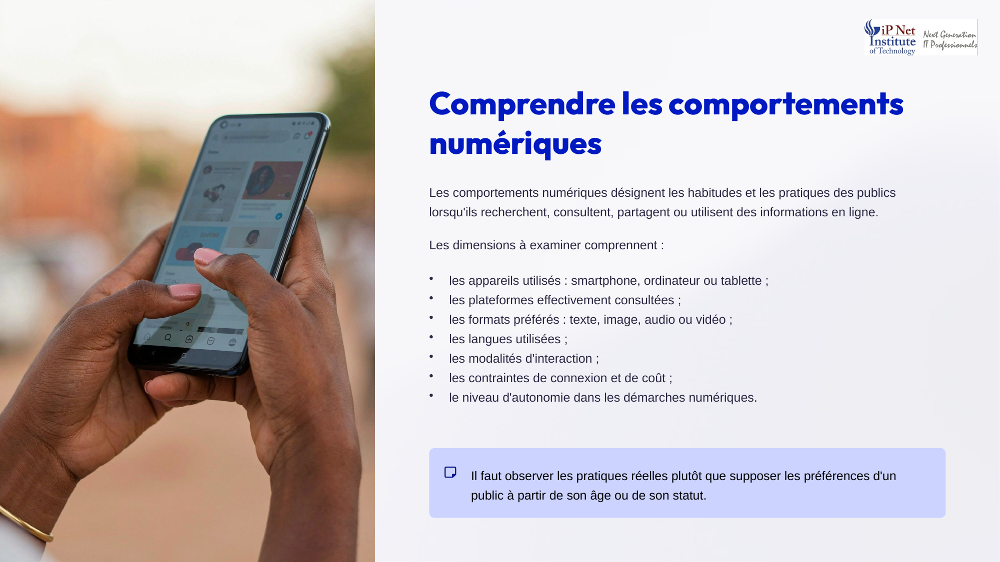 iP Net
Institute
of Technology
Next Generation
IT Professionnels
Comprendre les comportements
numériques
Les comportements numériques désignent les habitudes et les pratiques des publics
lorsqu'ils recherchent, consultent, partagent ou utilisent des informations en ligne.
Les dimensions à examiner comprennent :
• les appareils utilisés : smartphone, ordinateur ou tablette ;
• les plateformes effectivement consultées ;
• les formats préférés : texte, image, audio ou vidéo ;
• les langues utilisées ;
• les modalités d'interaction ;
• les contraintes de connexion et de coût ;
• le niveau d'autonomie dans les démarches numériques.
Il faut observer les pratiques réelles plutôt que supposer les préférences d'un
public à partir de son âge ou de son statut.